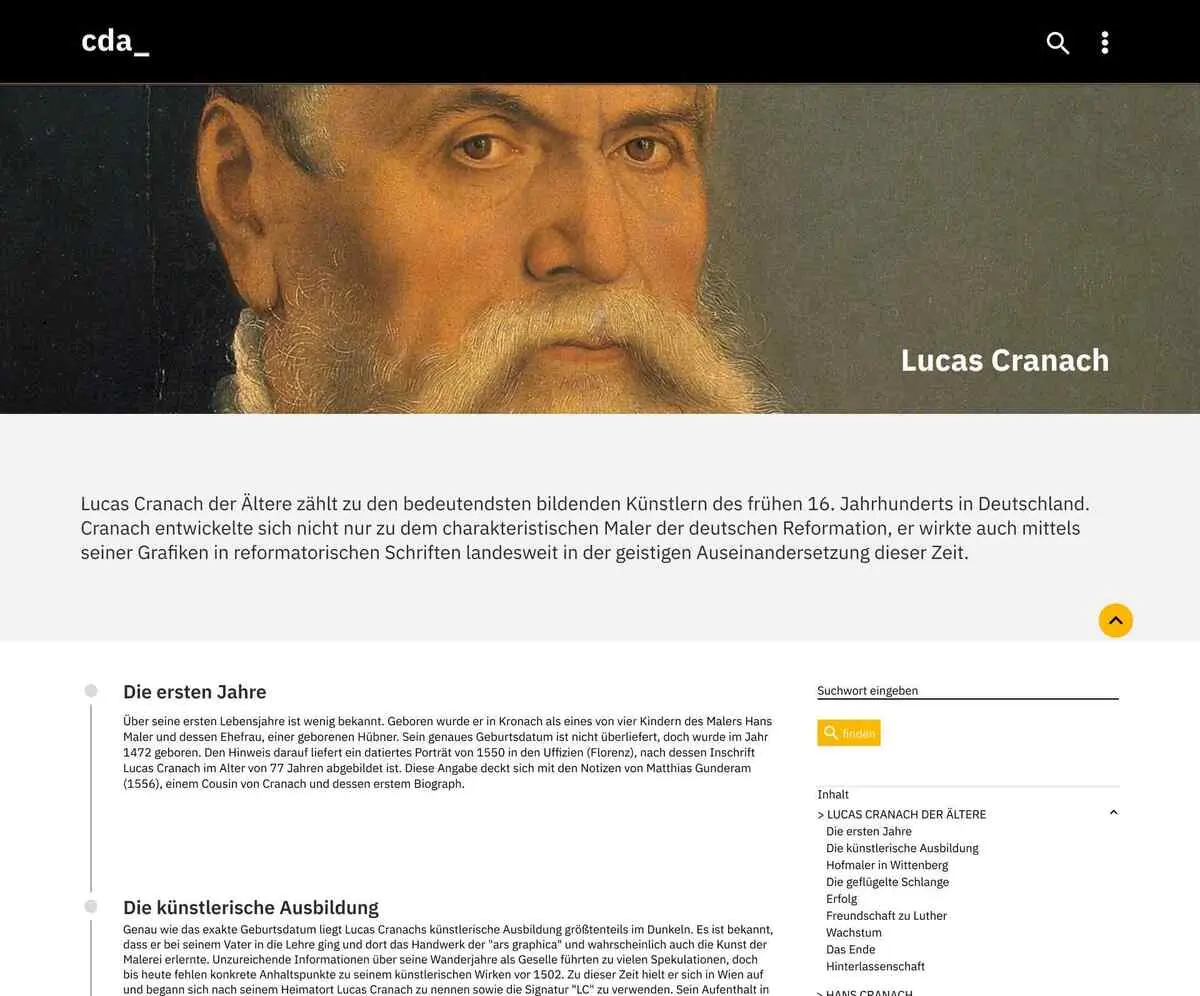 cda_
Lucas Cranach
Lucas Cranach der Ältere zählt zu den bedeutendsten bildenden Künstlern des frühen 16. Jahrhunderts in Deutschland.
Cranach entwickelte sich nicht nur zu dem charakteristischen Maler der deutschen Reformation, er wirkte auch mittels
seiner Grafiken in reformatorischen Schriften landesweit in der geistigen Auseinandersetzung dieser Zeit.
Die ersten Jahre
Über seine ersten Lebensjahre ist wenig bekannt. Geboren wurde er in Kronach als eines von vier Kindern des Malers Hans
Maler und dessen Ehefrau, einer geborenen Hübner. Sein genaues Geburtsdatum ist nicht überliefert, doch wurde im Jahr
1472 geboren. Den Hinweis darauf liefert ein datiertes Porträt von 1550 in den Uffizien (Florenz), nach dessen Inschrift
Lucas Cranach im Alter von 77 Jahren abgebildet ist. Diese Angabe deckt sich mit den Notizen von Matthias Gunderam
(1556), einem Cousin von Cranach und dessen erstem Biograph.
Die künstlerische Ausbildung
Genau wie das exakte Geburtsdatum liegt Lucas Cranachs künstlerische Ausbildung größtenteils im Dunkeln. Es ist bekannt,
dass er bei seinem Vater in die Lehre ging und dort das Handwerk der "ars graphica" und wahrscheinlich auch die Kunst der
Malerei erlernte. Unzureichende Informationen über seine Wanderjahre als Geselle führten zu vielen Spekulationen, doch
bis heute fehlen konkrete Anhaltspunkte zu seinem künstlerischen Wirken vor 1502. Zu dieser Zeit hielt er sich in Wien auf
und begann sich nach seinem Heimatort Lucas Cranach zu nennen sowie die Signatur "LC" zu verwenden. Sein Aufenthalt in
Suchwort eingeben
finden
Inhalt
> LUCAS CRANACH DER ÄLTERE
Die ersten Jahre
Die künstlerische Ausbildung
Hofmaler in Wittenberg
Die geflügelte Schlange
Erfolg
Freundschaft zu Luther
Wachstum
Das Ende
Hinterlassenschaft
> HANS CRANACH